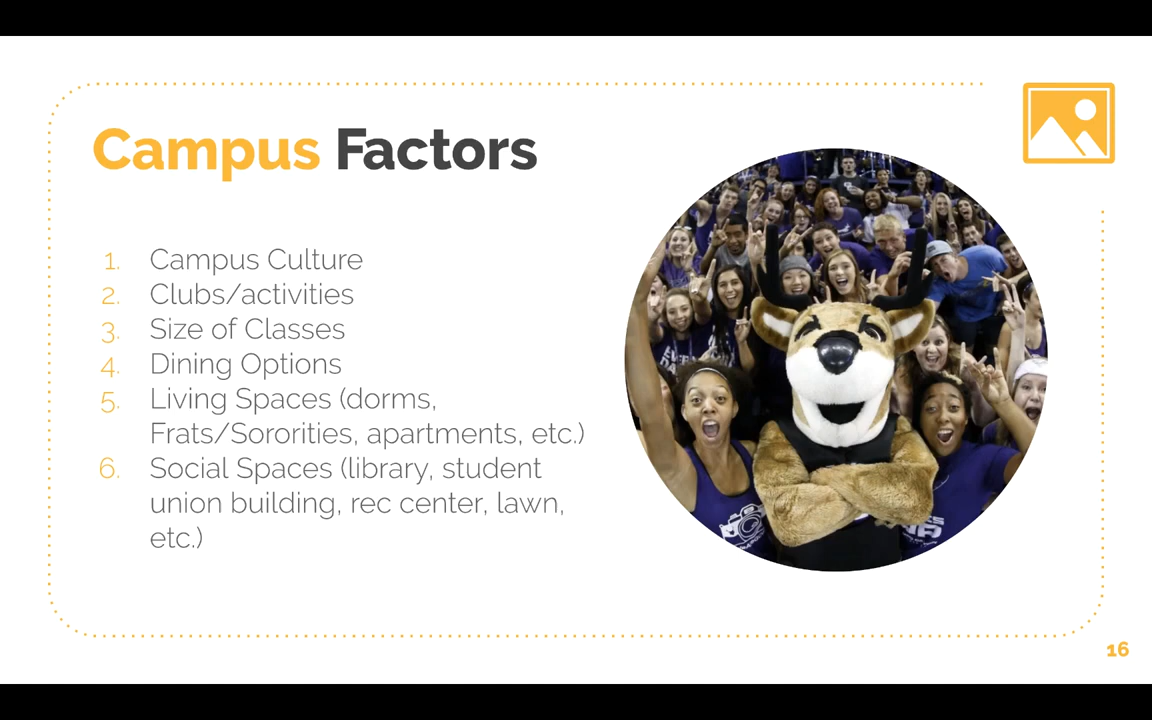 Campus Factors
1. Campus Culture
2. Clubs/activities
3. Size of Classes
4. Dining Options
5. Living Spaces (dorms,
Frats/Sororities, apartments, etc.)
6. Social Spaces (library, student
union building, rec center, lawn,
etc.)
16